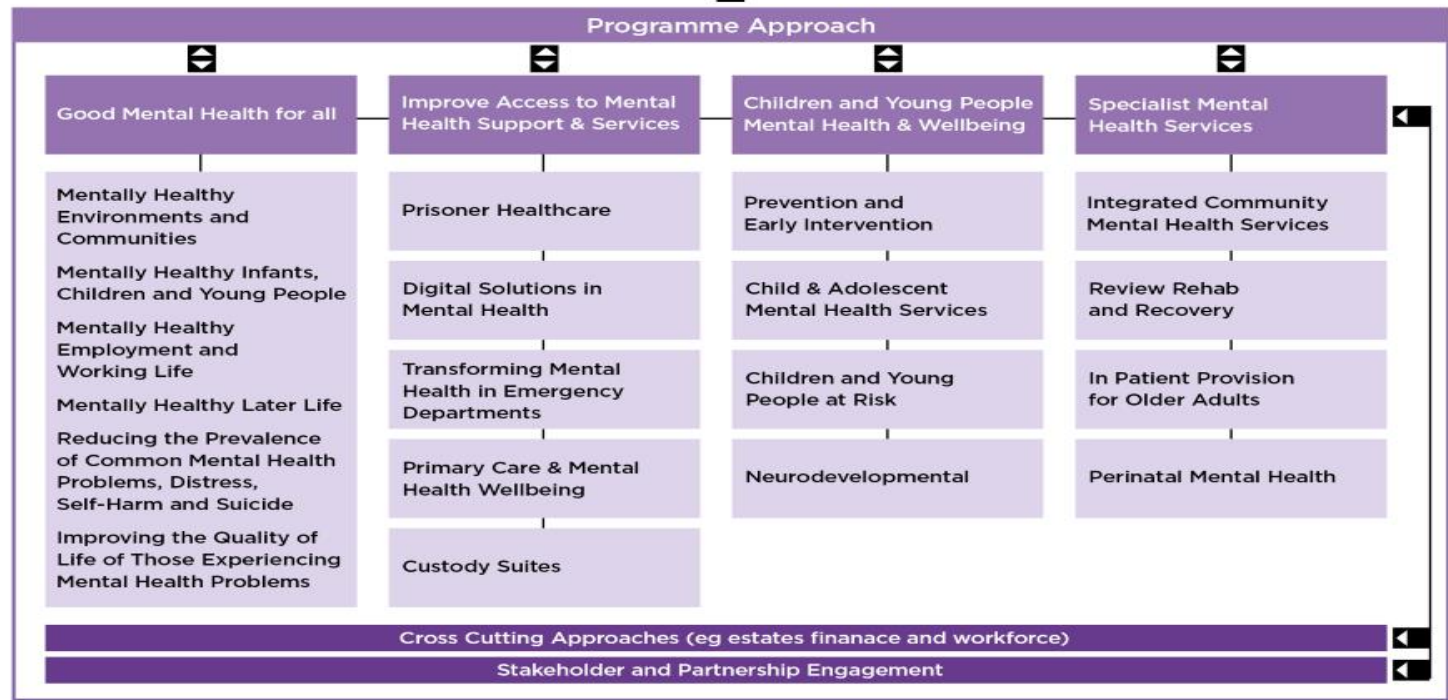 Programme Approach
Good Mental Health for all
Mentally Healthy
Environments and
Communities
Mentally Healthy Infants,
Children and Young People
Mentally Healthy
Employment and
Working Life
Mentally Healthy Later Life
Reducing the Prevalence
of Common Mental Health
Problems, Distress,
Self-Harm and Suicide
Improving the Quality of
Life of Those Experiencing
Mental Health Problems
Improve Access to Mental
Health Support & Services
Prisoner Healthcare
Digital Solutions in
Mental Health
Transforming Mental
Health in Emergency
Departments
Primary Care & Mental
Health Wellbeing
Custody Suites
Children and Young People
Mental Health & Wellbeing
Prevention and
Early Intervention
Child & Adolescent
Mental Health Services
Children and Young
People at Risk
Neurodevelopmental
Specialist Mental
Health Services
Integrated Community
Mental Health Services
Review Rehab
and Recovery
In Patient Provision
for Older Adults
Perinatal Mental Health
Cross Cutting Approaches (eg estates finanace and workforce)
Stakeholder and Partnership Engagement